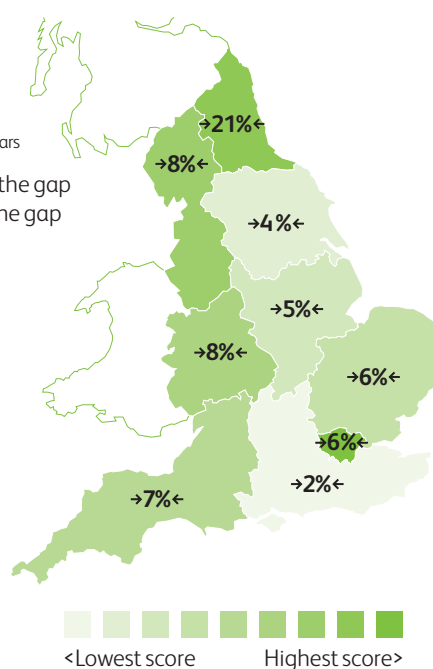 ars
the gap
he gap
→21%←
→8%←
→4%←
→5%←
→8%←
→6%←
→6%←
→2%←
→7%←
<Lowest score Highest score>